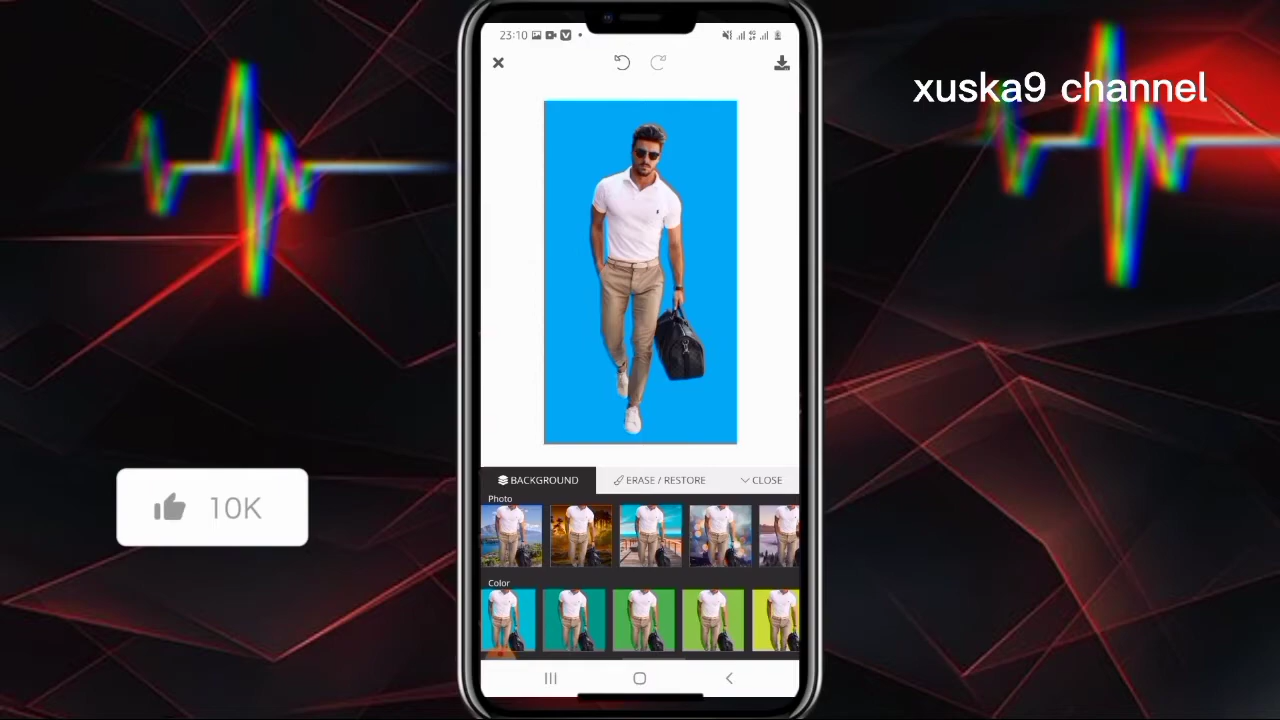 23:10
xuska9 channel
BACKGROUND
ERASE / RESTORE
CLOSE
Photo
10K
Color